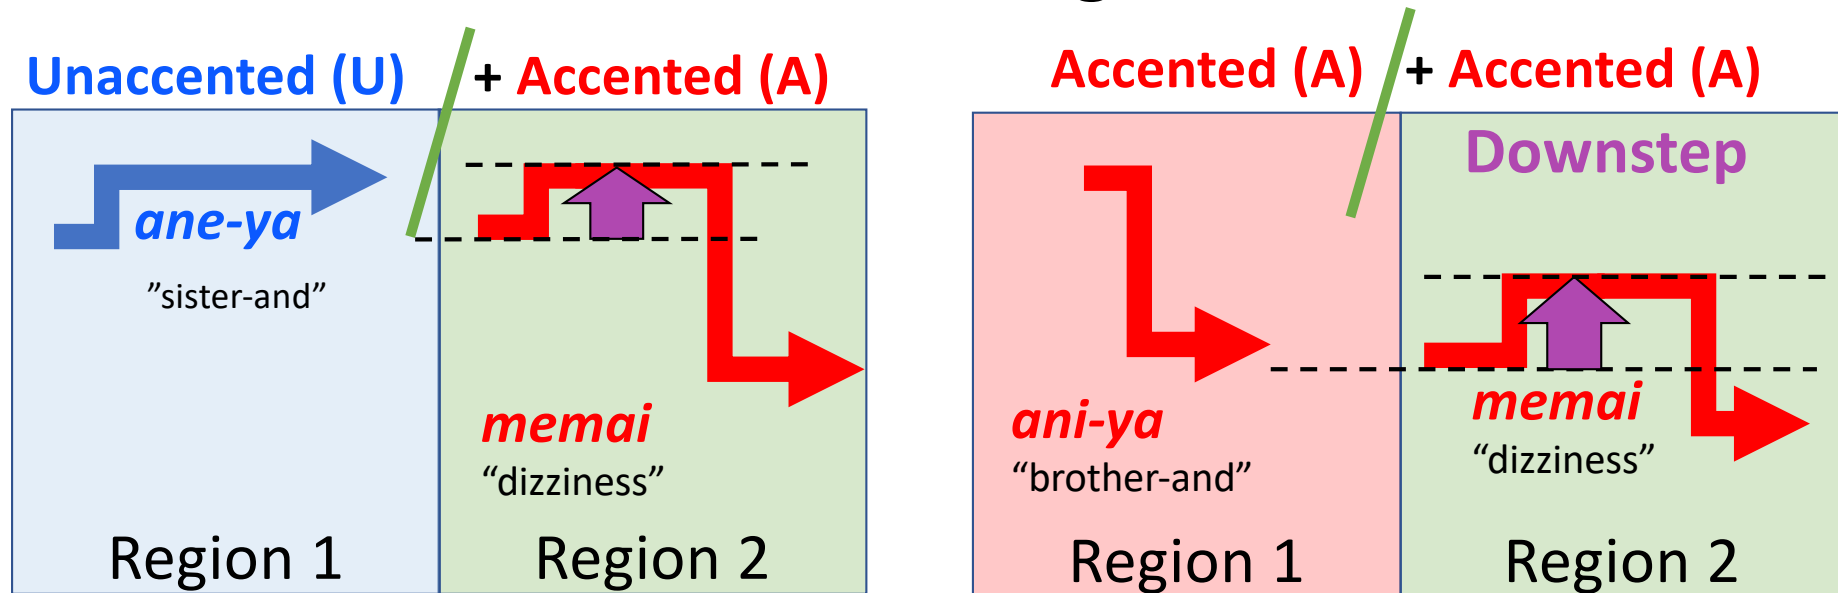 Unaccented (U) + Accented (A)
ane-ya
”sister-and”
memai
“dizziness”
Region 1
Region 2
Accented (A) + Accented (A)
Downstep
ani-ya
“brother-and”
memai
“dizziness”
Region 1
Region 2